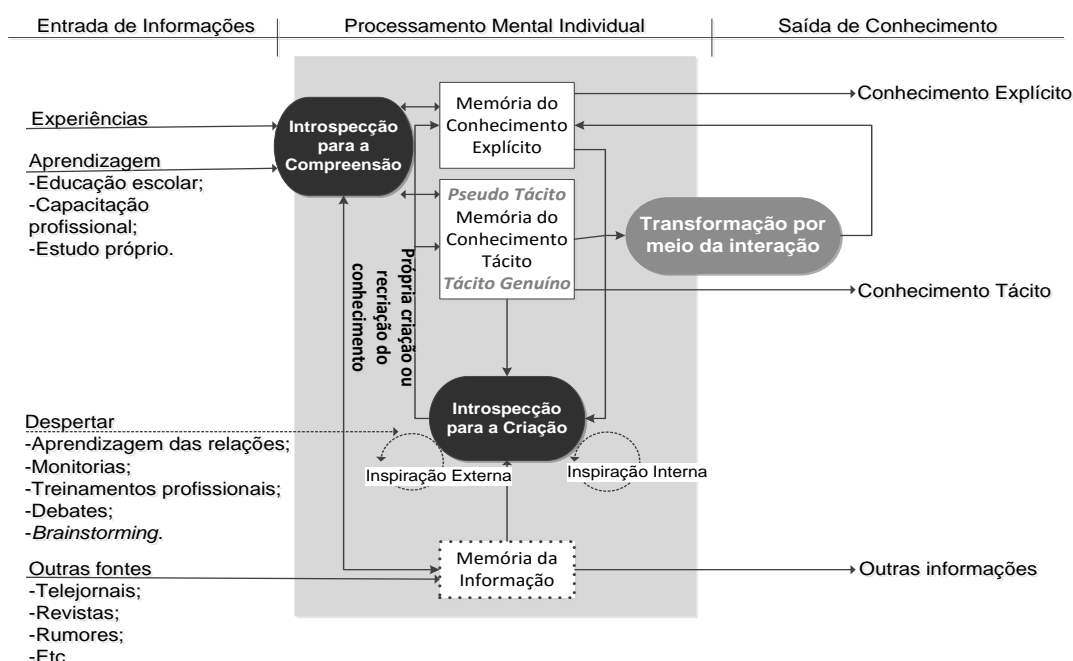 Entrada de Informações
Processamento Mental Individual
Saída de Conhecimento
Experiências
Aprendizagem
-Educação escolar;
-Capacitação
profissional;
-Estudo próprio.
Introspecção
para a
Compreensão
Memória do
Conhecimento
Explícito
Pseudo Tácito
Memória do
Conhecimento
Tácito
Tácito Genuíno
Transformação por
meio da interação
Conhecimento Explícito
Conhecimento Tácito
Própria criação ou
recriação do
conhecimento
Introspecção
para a Criação
Despertar
-Aprendizagem das relações;
-Monitorias;
-Treinamentos profissionais;
-Debates;
-Brainstorming.
Inspiração Externa
Inspiração Interna
Outras fontes
-Telejornais;
-Revistas;
-Rumores;
-Etc
Memória da
Informação
Outras informações